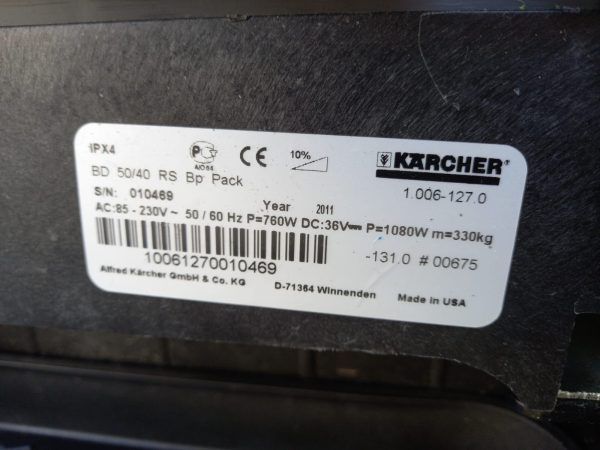 IPX4
АЮ64
CE
10%
KÄRCHER
BD 50/40 RS Bp Pack
1.006-127.0
S/N: 010469
Year 2011
AC:85 - 230V ~ 50 / 60 Hz P=760W DC:36V⎓ P=1080W m=330kg
10061270010469
-131.0 # 00675
Alfred Kärcher GmbH & Co. KG
D-71364 Winnenden
Made in USA